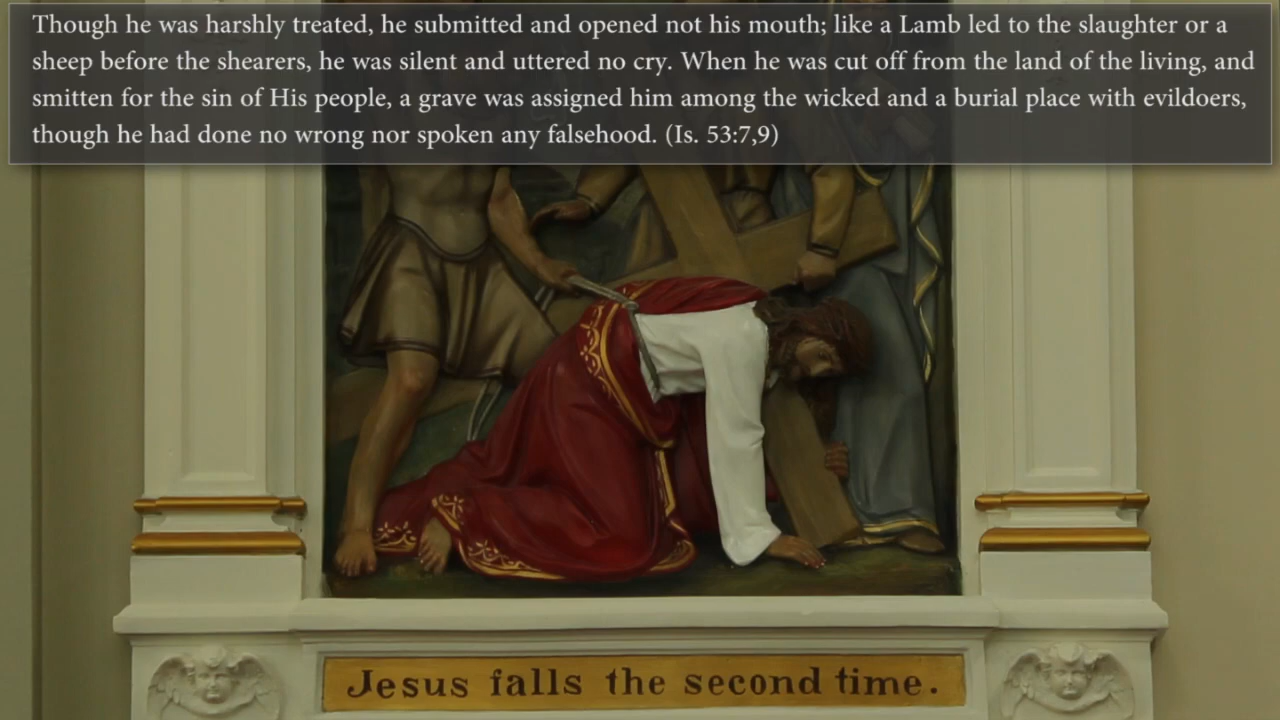 Though he was harshly treated, he submitted and opened not his mouth; like a Lamb led to the slaughter or a
sheep before the shearers, he was silent and uttered no cry. When he was cut off from the land of the living, and
smitten for the sin of His people, a grave was assigned him among the wicked and a burial place with evildoers,
though he had done no wrong nor spoken any falsehood. (Is. 53:7,9)
Jesus falls the second time.